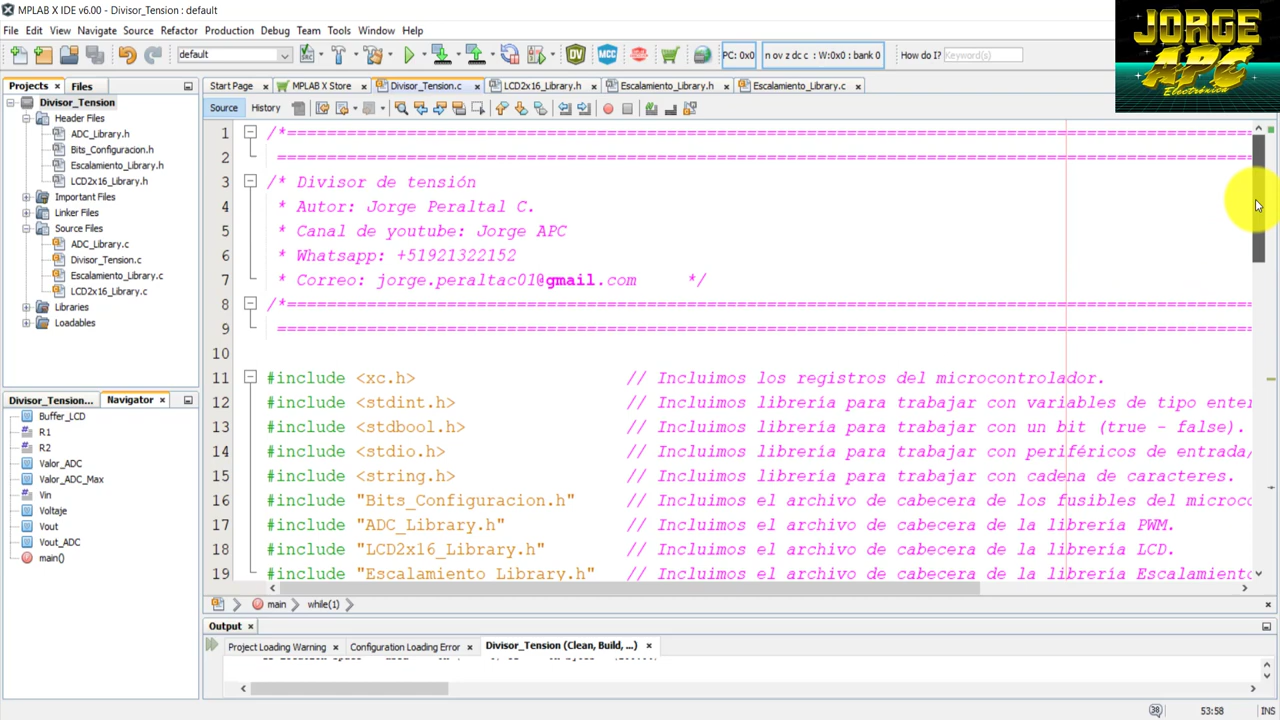 MPLAB X IDE v6.00 - Divisor_Tension : default
File Edit View Navigate Source Refactor Production Debug Team Tools Window Help
default
PC: 0x0
n ov z dc c : W:0x0 : bank 0
How do I?
Keyword(s)
JORGE
APC
Electrónica
Projects
Files
Start Page
MPLAB X Store
Divisor_Tension.c
LCD2x16_Library.h
Escalamiento_Library.h
Escalamiento_Library.c
Source
History
Divisor_Tension
Header Files
ADC_Library.h
Bits_Configuracion.h
Escalamiento_Library.h
LCD2x16_Library.h
Important Files
Linker Files
Source Files
ADC_Library.c
Divisor_Tension.c
Escalamiento_Library.c
LCD2x16_Library.c
Libraries
Loadables
Divisor_Tension...
Navigator
Buffer_LCD
R1
R2
Valor_ADC
Valor_ADC_Max
Vin
Voltaje
Vout
Vout_ADC
main()
1
2
3 /* Divisor de tensión
4 * Autor: Jorge Peraltal C.
5 * Canal de youtube: Jorge APC
6 * Whatsapp: +51921322152
7 * Correo: jorge.peraltac01@gmail.com */
8
9
10
11 #include <xc.h> // Incluimos los registros del microcontrolador.
12 #include <stdint.h> // Incluimos librería para trabajar con variables de tipo enter
13 #include <stdbool.h> // Incluimos librería para trabajar con un bit (true - false).
14 #include <stdio.h> // Incluimos librería para trabajar con periféricos de entrada/
15 #include <string.h> // Incluimos librería para trabajar con cadena de caracteres.
16 #include "Bits_Configuracion.h" // Incluimos el archivo de cabecera de los fusibles del microco
17 #include "ADC_Library.h" // Incluimos el archivo de cabecera de la librería PWM.
18 #include "LCD2x16_Library.h" // Incluimos el archivo de cabecera de la librería LCD.
19 #include "Escalamiento_Library.h" // Incluimos el archivo de cabecera de la librería Escalamiento
main
while(1)
Output
Project Loading Warning
Configuration Loading Error
Divisor_Tension (Clean, Build, ...)
53:58
INS